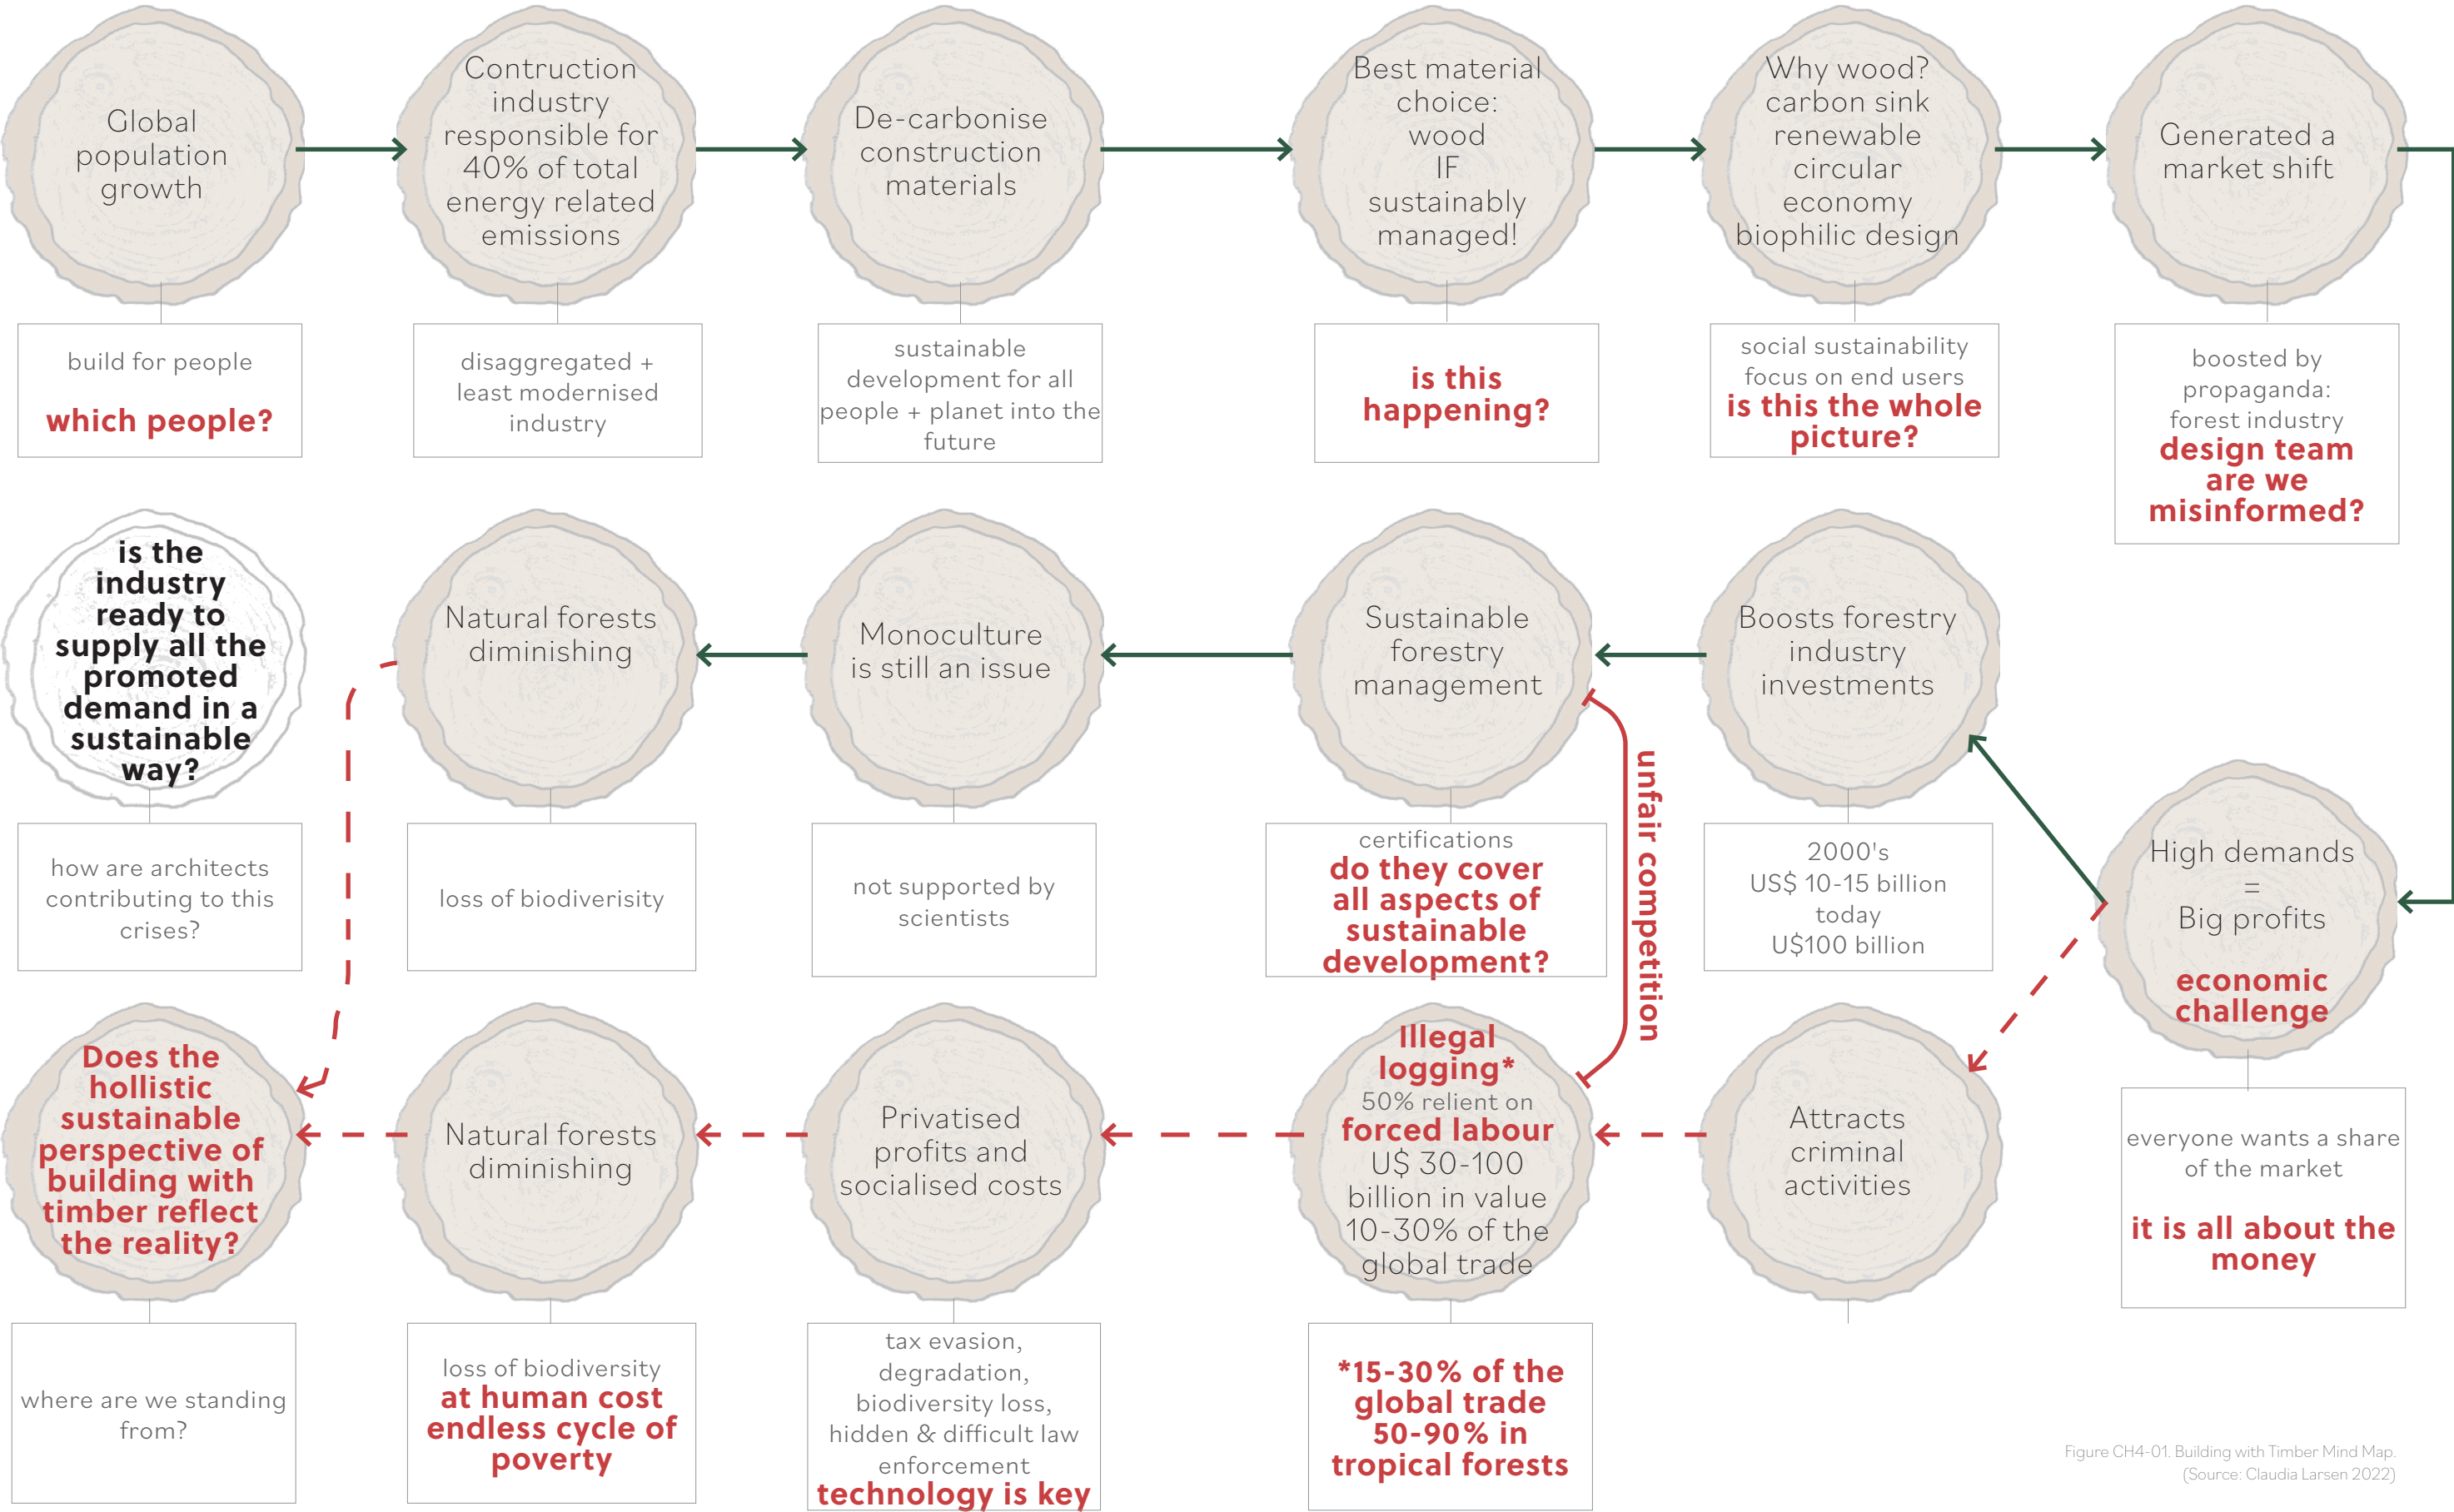 Global
population
growth
Contruction
industry
responsible for
40% of total
energy related
emissions
De-carbonise
construction
materials
Best material
choice:
wood
IF
sustainably
managed!
Why wood?
carbon sink
renewable
circular
economy
biophilic design
Generated a
market shift
build for people
which people?
disaggregated +
least modernised
industry
sustainable
development for all
people + planet into the
future
is this
happening?
social sustainability
focus on end users
is this the whole
picture?
boosted by
propaganda:
forest industry
design team
are we
misinformed?
is the
industry
ready to
supply all the
promoted
demand in a
sustainable
way?
Natural forests
diminishing
Monoculture
is still an issue
Sustainable
forestry
management
Boosts forestry
industry
investments
High demands
=
Big profits
economic
challenge
how are architects
contributing to this
crises?
loss of biodiverisity
not supported by
scientists
certifications
do they cover
all aspects of
sustainable
development?
unfair competition
2000's
US$ 10-15 billion
today
U$100 billion
everyone wants a share
of the market
it is all about the
money
Does the
hollistic
sustainable
perspective of
building with
timber reflect
the reality?
Natural forests
diminishing
Privatised
profits and
socialised costs
Illegal
logging*
50% relient on
forced labour
U$ 30-100
billion in value
10-30% of the
global trade
Attracts
criminal
activities
where are we standing
from?
loss of biodiversity
at human cost
endless cycle of
poverty
tax evasion,
degradation,
biodiversity loss,
hidden & difficult law
enforcement
technology is key
*15-30% of the
global trade
50-90% in
tropical forests
Figure CH4-01. Building with Timber Mind Map.
(Source: Claudia Larsen 2022)